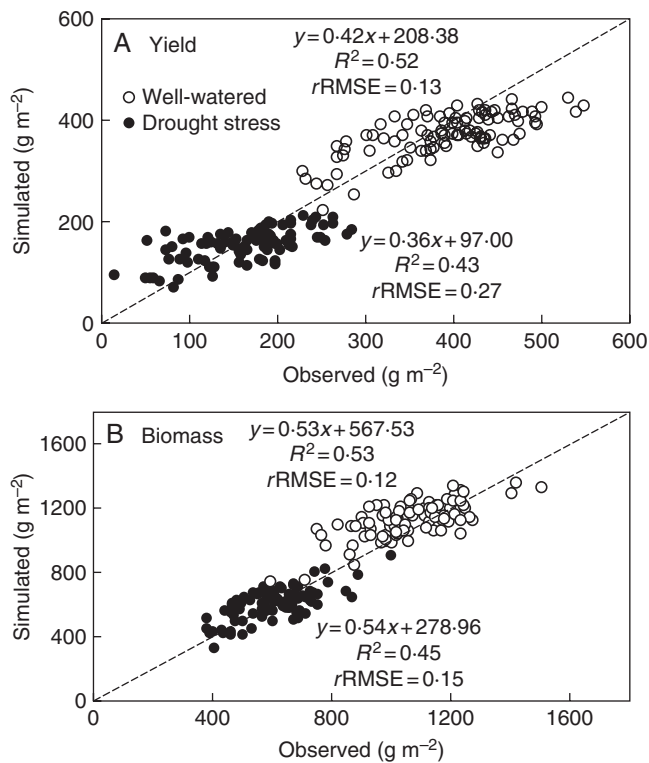 A Yield
Well-watered
Drought stress
y=0·42x+208·38
R²=0·52
rRMSE=0·13
y=0·36x+97·00
R²=0·43
rRMSE=0·27
Simulated (g m⁻²)
600
400
200
0
0 100 200 300 400 500 600
Observed (g m⁻²)
B Biomass
y=0·53x+567·53
R²=0·53
rRMSE=0·12
y=0·54x+278·96
R²=0·45
rRMSE=0·15
Simulated (g m⁻²)
1600
1200
800
400
0
0 400 800 1200 1600
Observed (g m⁻²)